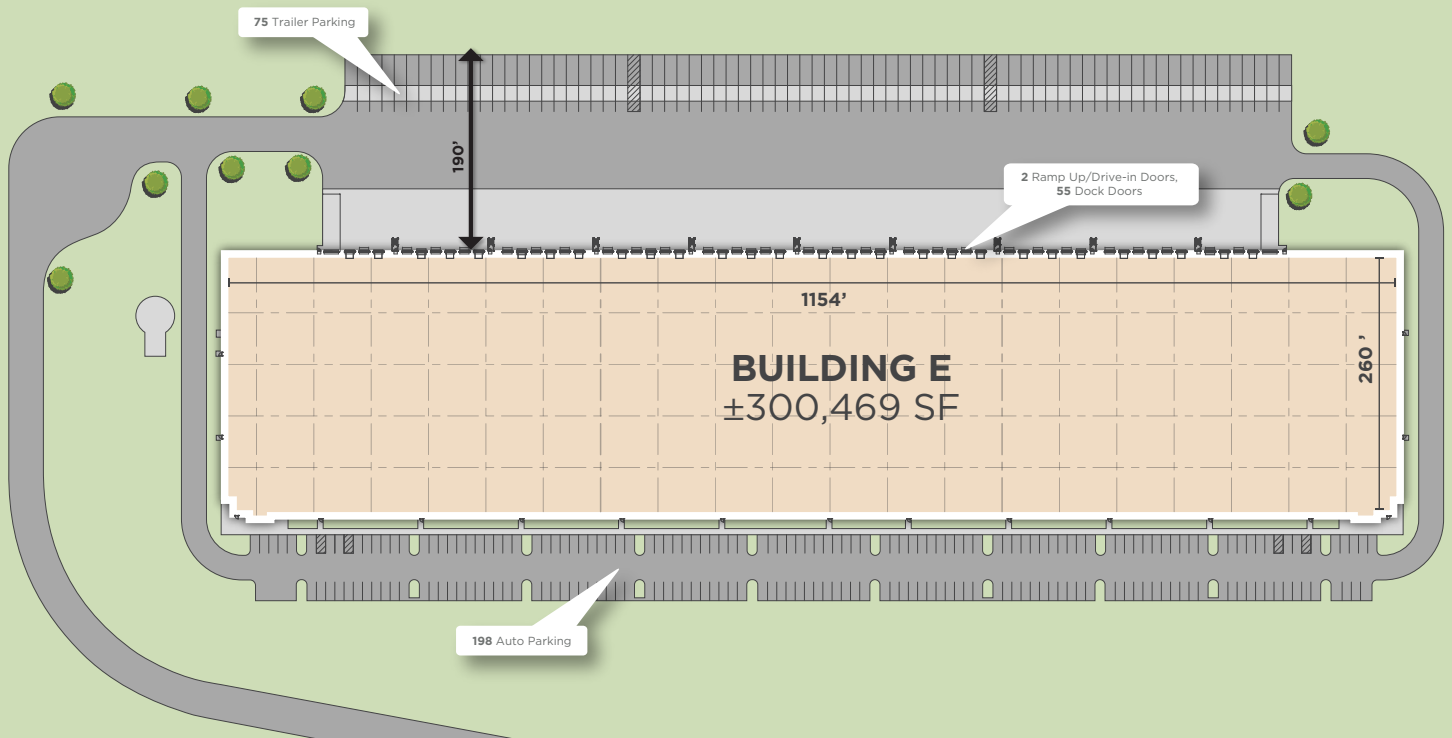 75 Trailer Parking
190’
2 Ramp Up/Drive-in Doors,
55 Dock Doors
1154’
260 ’
BUILDING E
±300,469 SF
198 Auto Parking